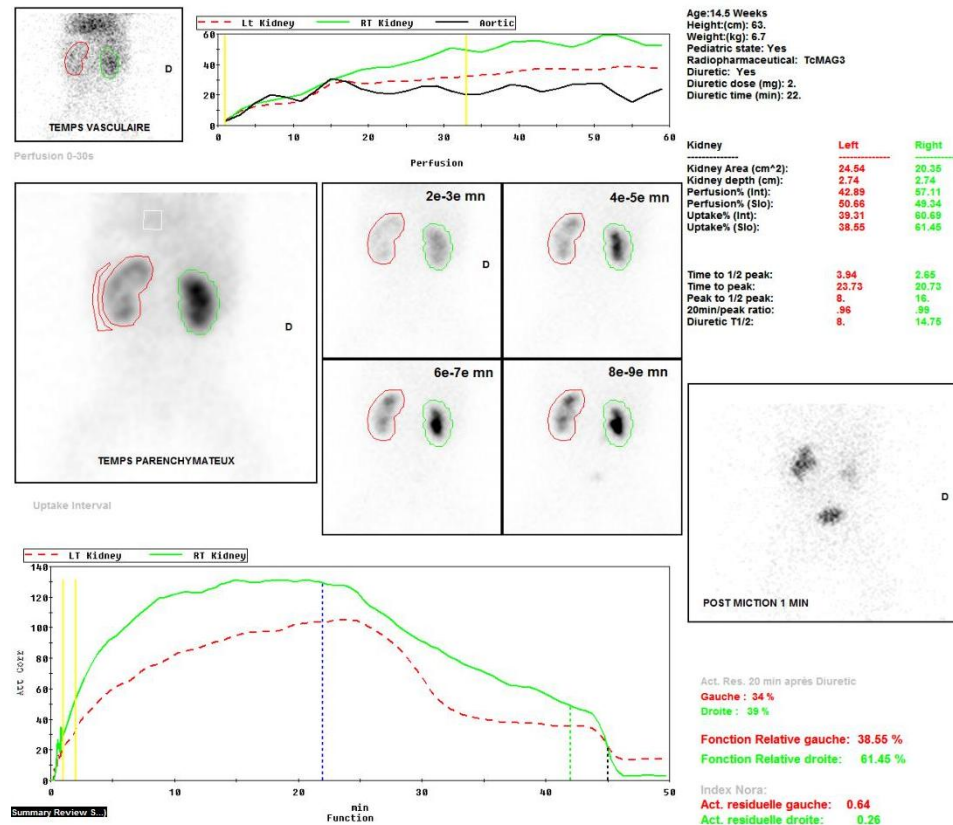 TEMPS VASCULAIRE
D
Perfusion 0-30s
Lt Kidney RT Kidney Aortic
60
40
20
0
0 10 20 30 40 50 60
Perfusion
Age:14.5 Weeks
Height:(cm) 63.
Weight:(kg) 6.7
Pediatric state: Yes
Radiopharmaceutical: TcMAG3
Diuretic: Yes
Diuretic dose (mg): 2.
Diuretic time (min): 22.
Kidney Left Right
Kidney Area (cm^2): 24.54 20.35
Kidney depth (cm): 2.74 2.74
Perfusion% (Int): 42.89 57.11
Perfusion% (Slo): 50.66 49.34
Uptake% (Int): 39.31 60.69
Uptake% (Slo): 38.55 61.45
Time to 1/2 peak: 3.94 2.65
Time to peak: 23.73 20.73
Peak to 1/2 peak: 8. 16.
20min/peak ratio: .96 .99
Diuretic T1/2: 8. 14.75
D
TEMPS PARENCHYMATEUX
Uptake Interval
2e-3e mn
D
4e-5e mn
6e-7e mn
8e-9e mn
D
POST MICTION 1 MIN
LT Kidney RT Kidney
140
120
100
80
60
40
20
0
0 10 20 30 40 50
min
Function
Summary Review S...)
Act. Res. 20 min après Diuretic
Gauche : 34 %
Droite : 39 %
Fonction Relative gauche: 38.55 %
Fonction Relative droite: 61.45 %
Index Nora:
Act. residuelle gauche: 0.64
Act. residuelle droite: 0.26